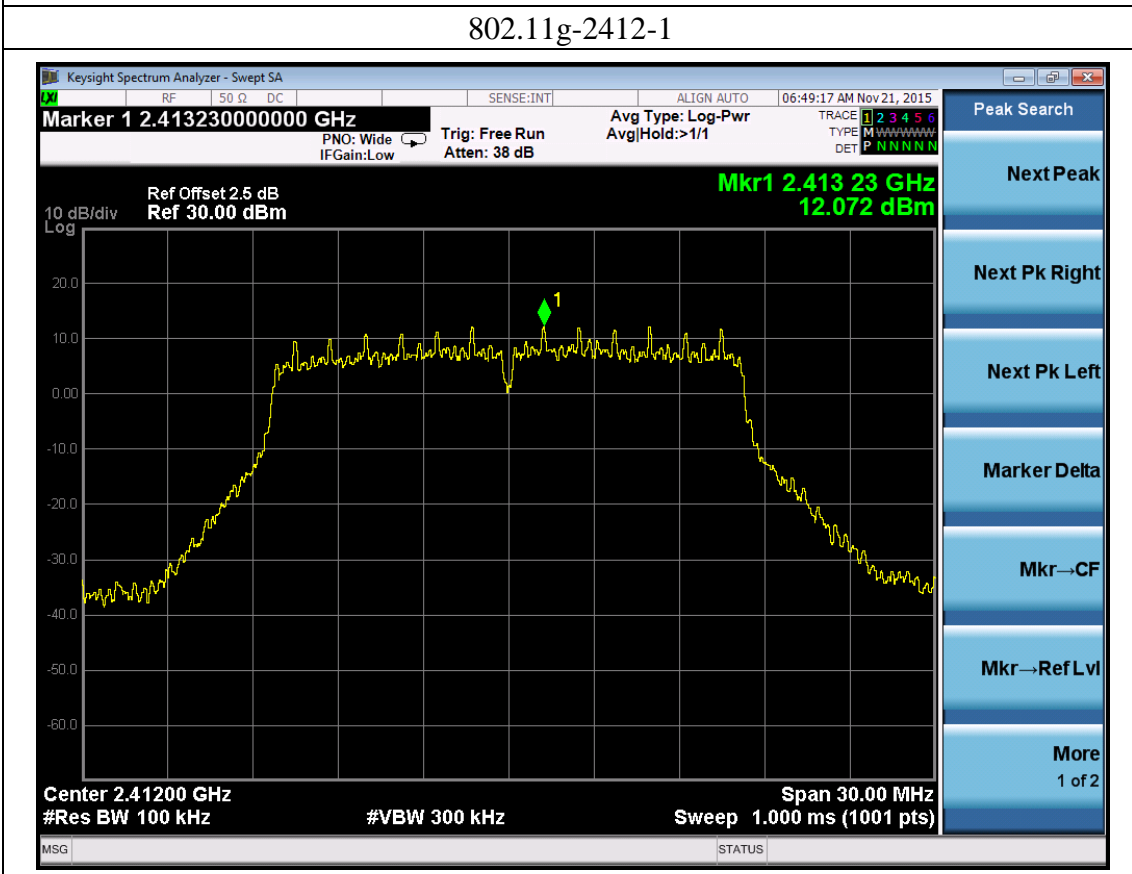 802.11g-2412-1
Keysight Spectrum Analyzer - Swept SA
LXI RF 50 Ω DC SENSE:INT ALIGN AUTO 06:49:17 AM Nov 21, 2015
Marker 1 2.413230000000 GHz
PNO: Wide
IFGain:Low
Trig: Free Run
Atten: 38 dB
Avg Type: Log-Pwr
Avg|Hold:>1/1
TRACE 1 2 3 4 5 6
TYPE M WWWWW
DET P N N N N N
Mkr1 2.413 23 GHz
12.072 dBm
Ref Offset 2.5 dB
10 dB/div Ref 30.00 dBm
Log
20.0
10.0
0.00
-10.0
-20.0
-30.0
-40.0
-50.0
-60.0
1
Center 2.41200 GHz Span 30.00 MHz
#Res BW 100 kHz #VBW 300 kHz Sweep 1.000 ms (1001 pts)
MSG STATUS
Peak Search
Next Peak
Next Pk Right
Next Pk Left
Marker Delta
Mkr→CF
Mkr→Ref Lvl
More
1 of 2